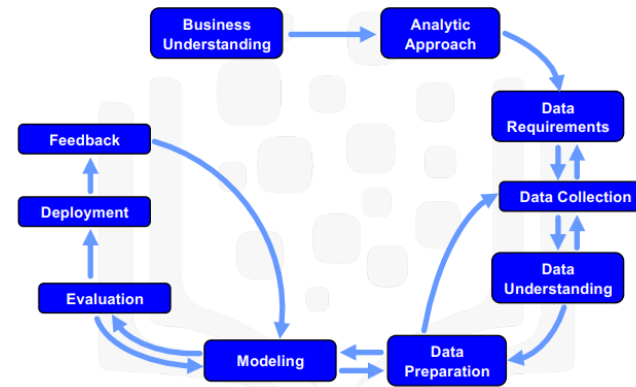 Business
Understanding
Analytic
Approach
Data
Requirements
Feedback
Data Collection
Deployment
Data
Understanding
Evaluation
Modeling
Data
Preparation